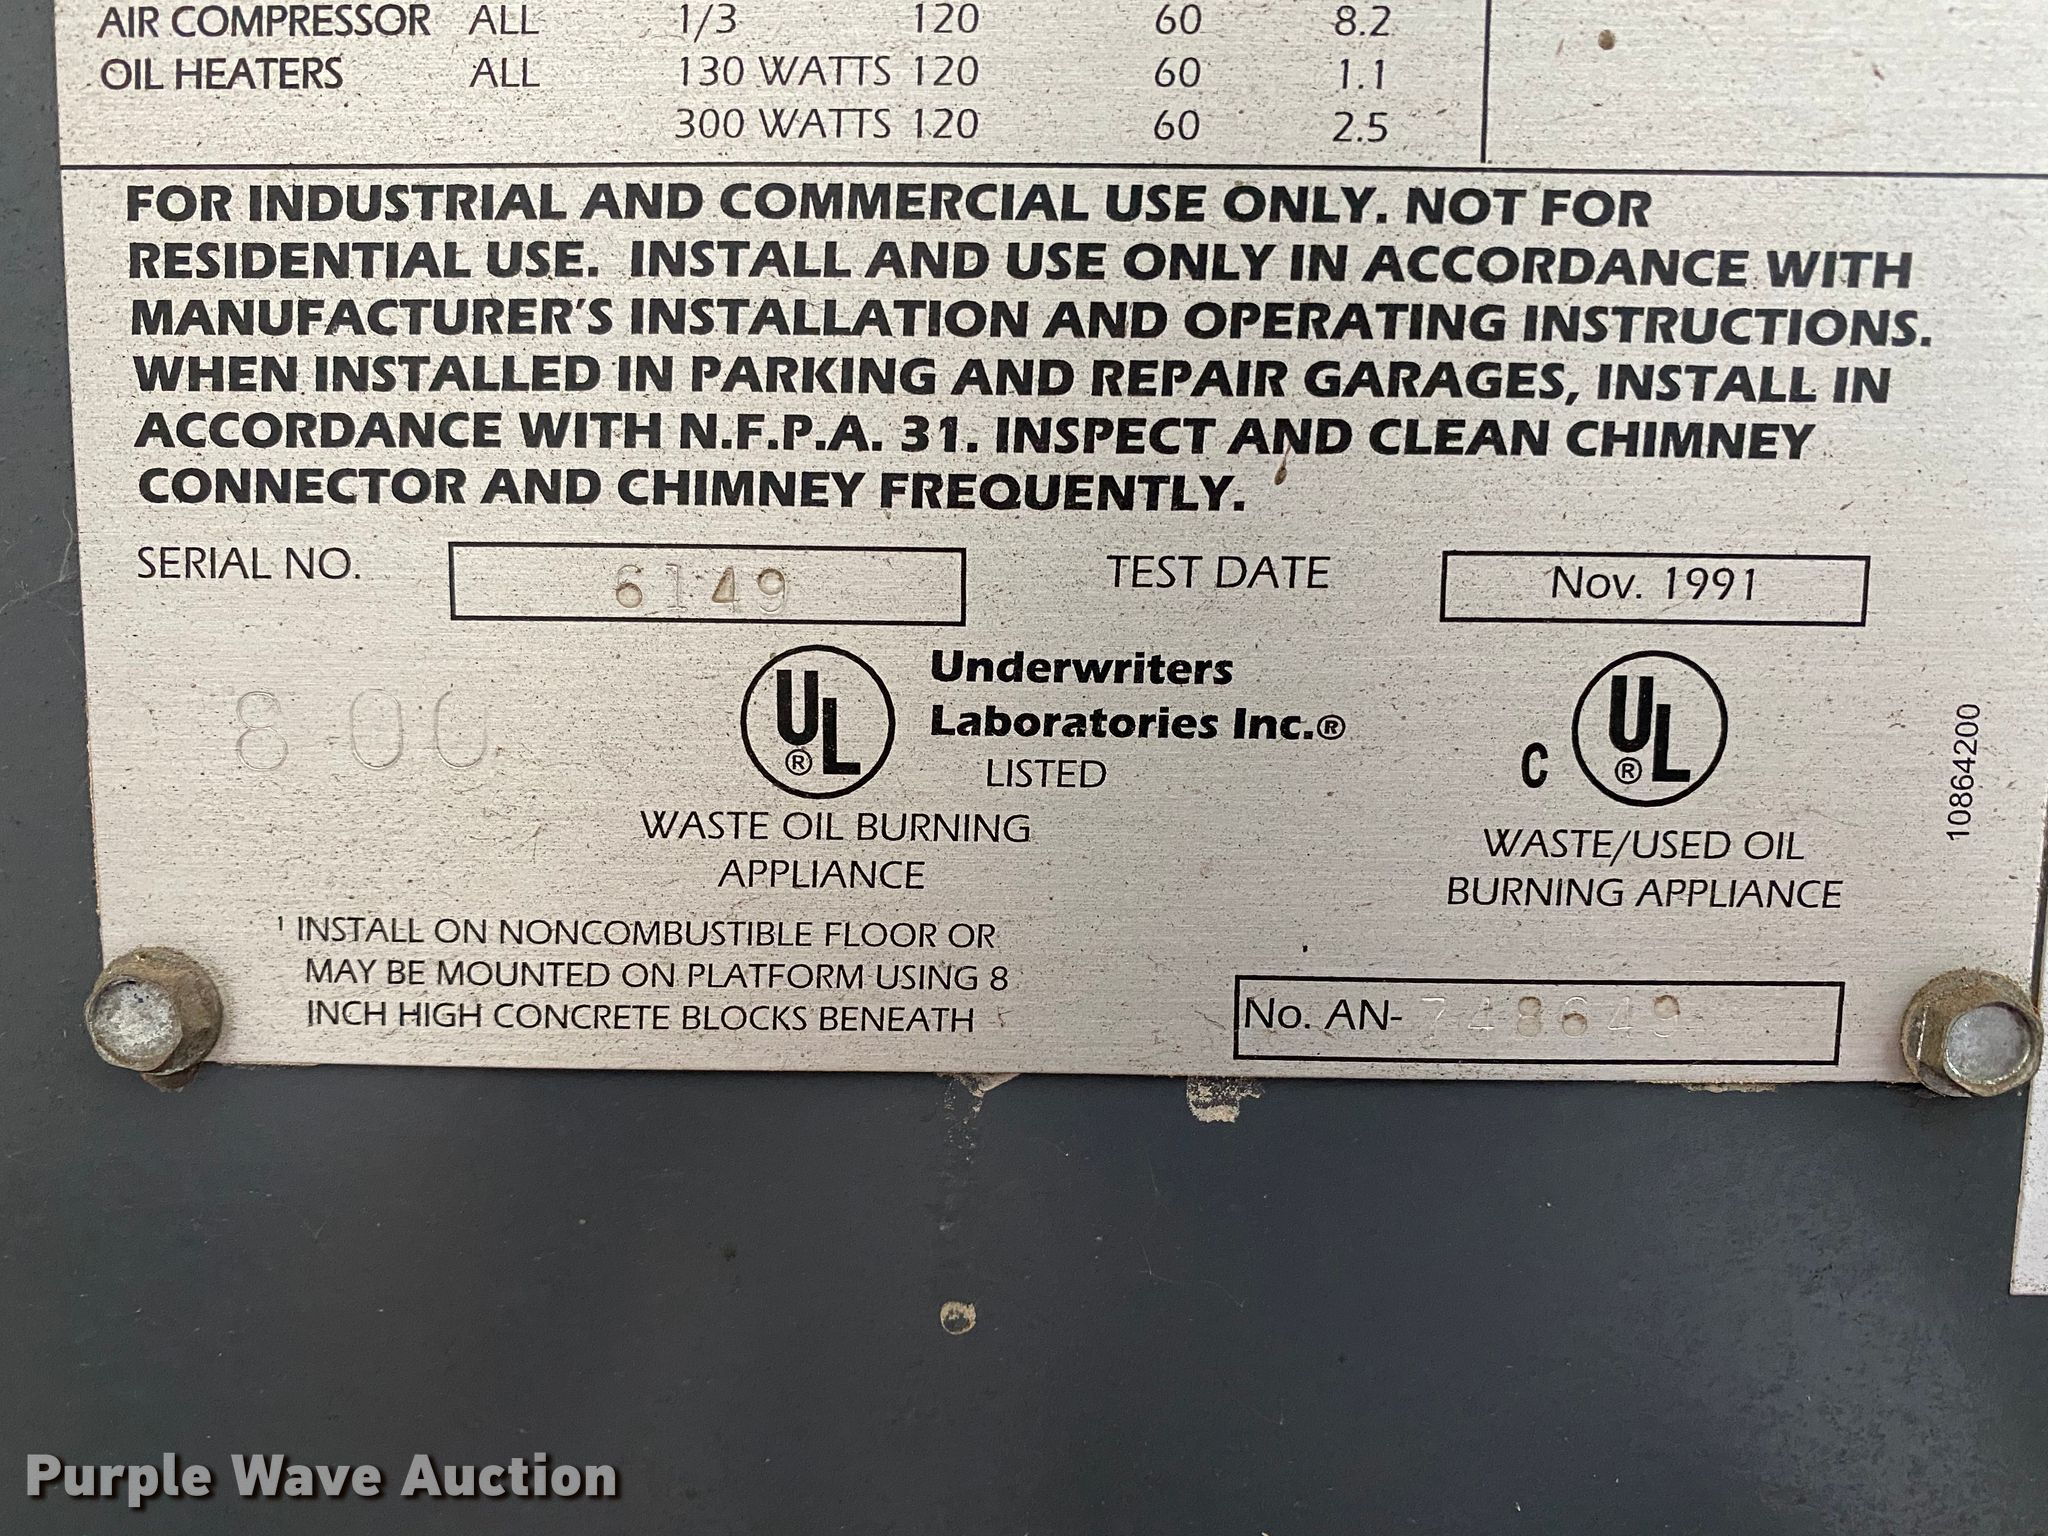 AIR COMPRESSOR ALL 1/3 120 60 8.2
OIL HEATERS ALL 130 WATTS 120 60 1.1
300 WATTS 120 60 2.5
FOR INDUSTRIAL AND COMMERCIAL USE ONLY. NOT FOR
RESIDENTIAL USE. INSTALL AND USE ONLY IN ACCORDANCE WITH
MANUFACTURER'S INSTALLATION AND OPERATING INSTRUCTIONS.
WHEN INSTALLED IN PARKING AND REPAIR GARAGES, INSTALL IN
ACCORDANCE WITH N.F.P.A. 31. INSPECT AND CLEAN CHIMNEY
CONNECTOR AND CHIMNEY FREQUENTLY.
SERIAL NO. 6149 TEST DATE Nov. 1991
8 00
UL®
Underwriters
Laboratories Inc.®
LISTED
WASTE OIL BURNING
APPLIANCE
C UL®
WASTE/USED OIL
BURNING APPLIANCE
10864200
¹ INSTALL ON NONCOMBUSTIBLE FLOOR OR
MAY BE MOUNTED ON PLATFORM USING 8
INCH HIGH CONCRETE BLOCKS BENEATH
No. AN- 748649
Purple Wave Auction